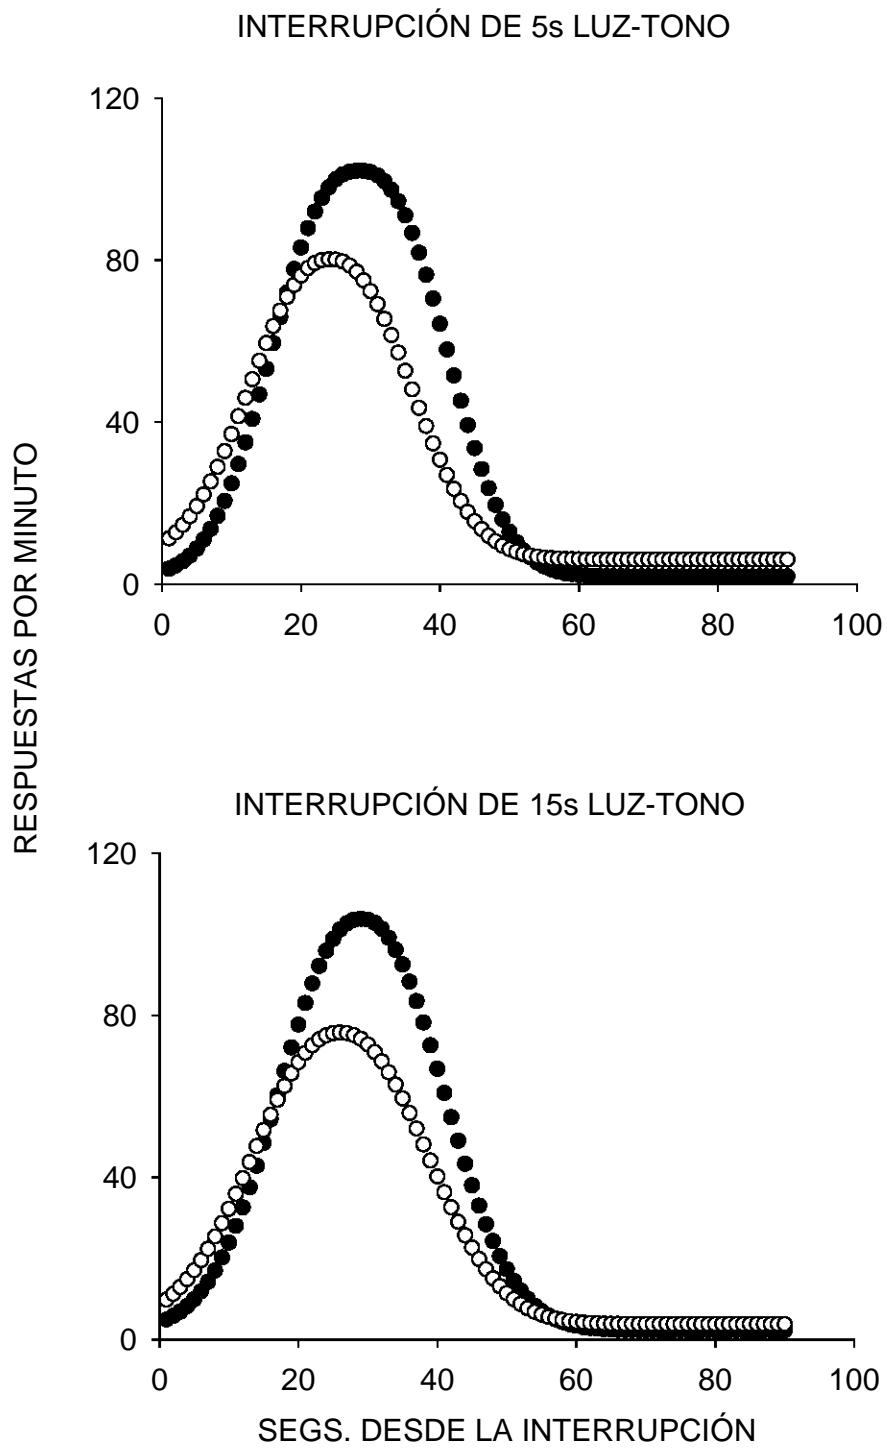 INTERRUPCIÓN DE 5s LUZ-TONO
120
80
40
0
0 20 40 60 80 100
RESPUESTAS POR MINUTO
INTERRUPCIÓN DE 15s LUZ-TONO
120
80
40
0
0 20 40 60 80 100
SEGS. DESDE LA INTERRUPCIÓN